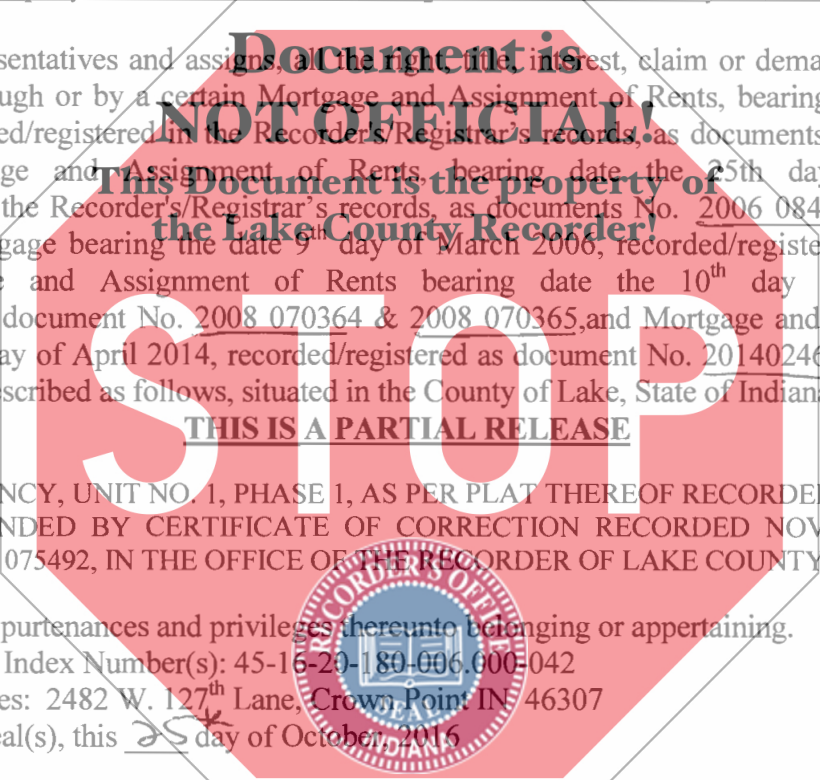 Document is
NOT OFFICIAL!
This Document is the property of
the Lake County Recorder!
STOP
sentatives and assigns, all the right, title, interest, claim or dema
ugh or by a certain Mortgage and Assignment of Rents, bearing
ed/registered in the Recorder's/Registrar's records, as documents
ge and Assignment of Rents, bearing date the 25th day
the Recorder's/Registrar's records, as documents No. 2006 084
gage bearing the date 9th day of March 2006, recorded/registe
and Assignment of Rents bearing date the 10th day
document No. 2008 070364 & 2008 070365,and Mortgage and
ay of April 2014, recorded/registered as document No. 20140246
scribed as follows, situated in the County of Lake, State of Indiana
THIS IS A PARTIAL RELEASE
NCY, UNIT NO. 1, PHASE 1, AS PER PLAT THEREOF RECORDE
NDED BY CERTIFICATE OF CORRECTION RECORDED NOV
075492, IN THE OFFICE OF THE RECORDER OF LAKE COUNTY
purtenances and privileges thereunto belonging or appertaining.
Index Number(s): 45-16-20-180-006.000-042
es: 2482 W. 127th Lane, Crown Point IN 46307
eal(s), this 25 day of October, 2016
RECORDER'S OFFICE
SEAL
INDIANA